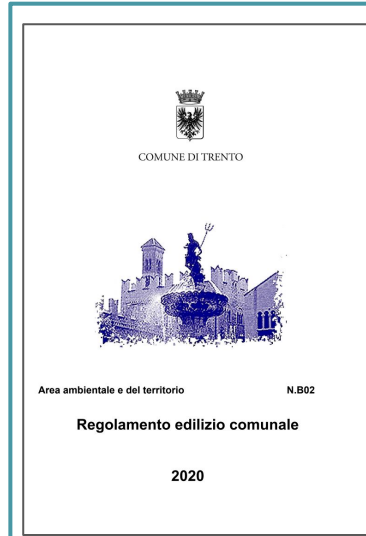 COMUNE DI TRENTO
Area ambientale e del territorio N.B02
Regolamento edilizio comunale
2020